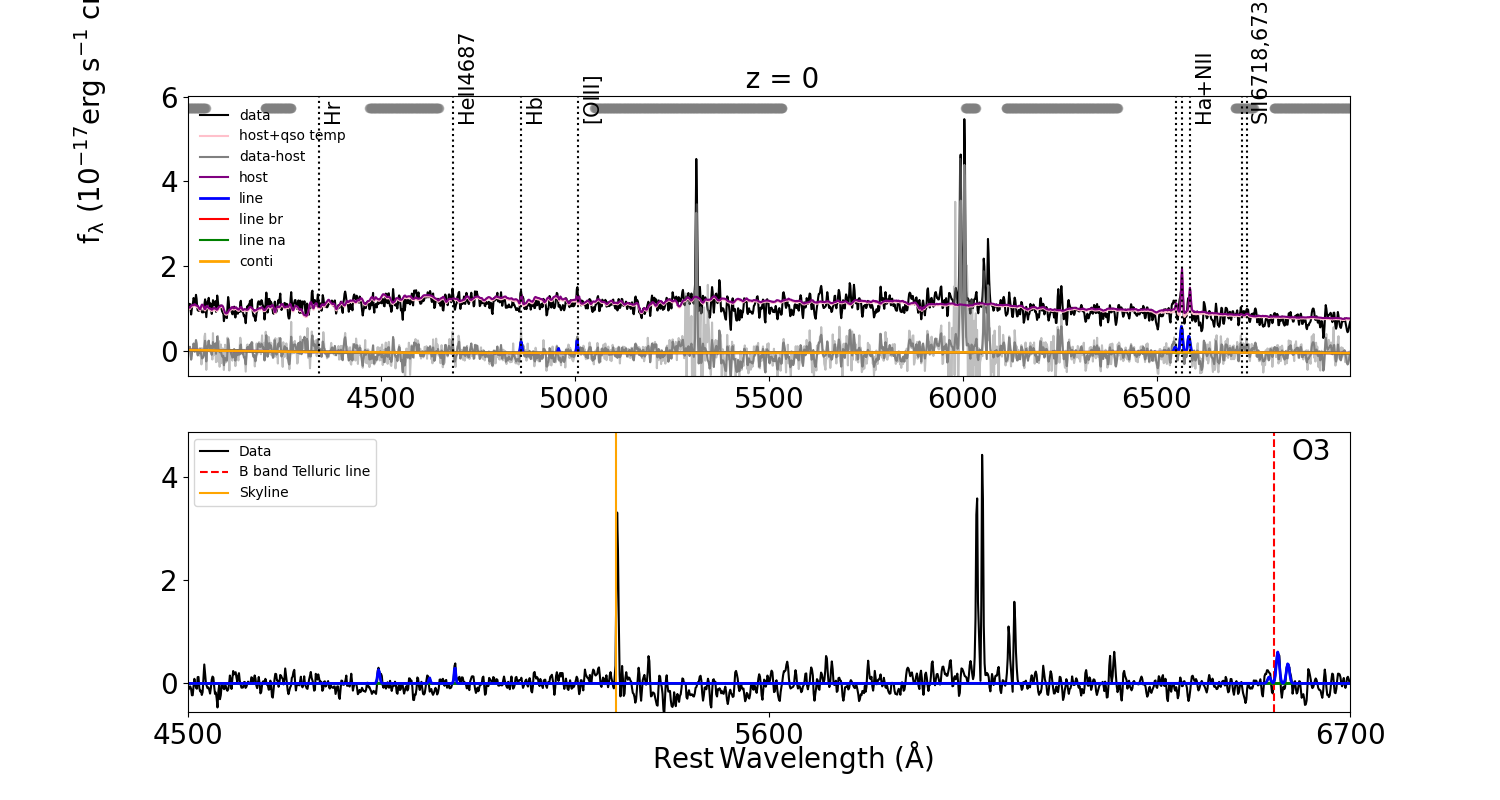 z = 0
f_λ (10^{-17} erg s^{-1}
6
4
2
0
data
host+qso temp
data-host
host
line
line br
line na
conti
Hr
HeII4687
Hb
[OIII]
Ha+NII
SII6718,673
4500
5000
5500
6000
6500
4
2
0
Data
B band Telluric line
Skyline
O3
4500
5600
6700
Rest Wavelength (Å)